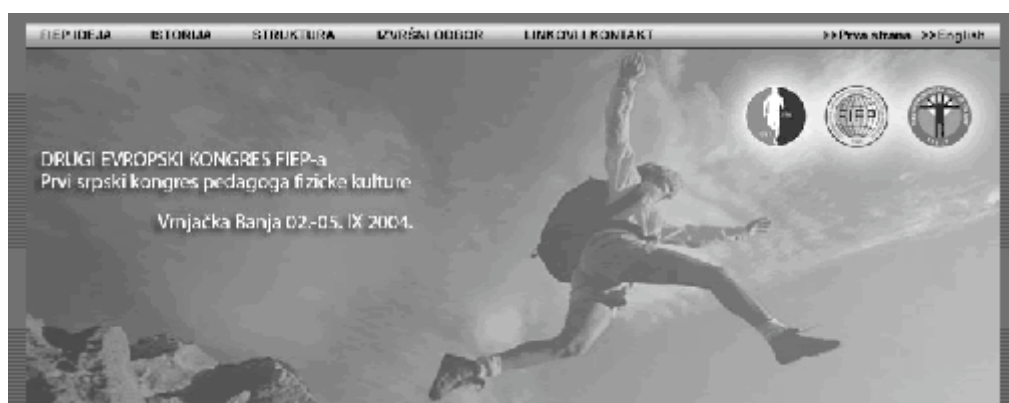 FIEP IDEJA ISTORIJA STRUKTURA IZVRŠNI ODBOR LINKOVI I KONTAKT >>Prva strana >>English
FIEP
DRUGI EVROPSKI KONGRES FIEP-a
Prvi srpski kongres pedagoga fizicke kulture
Vrnjačka Banja 02.-05. IX 2004.